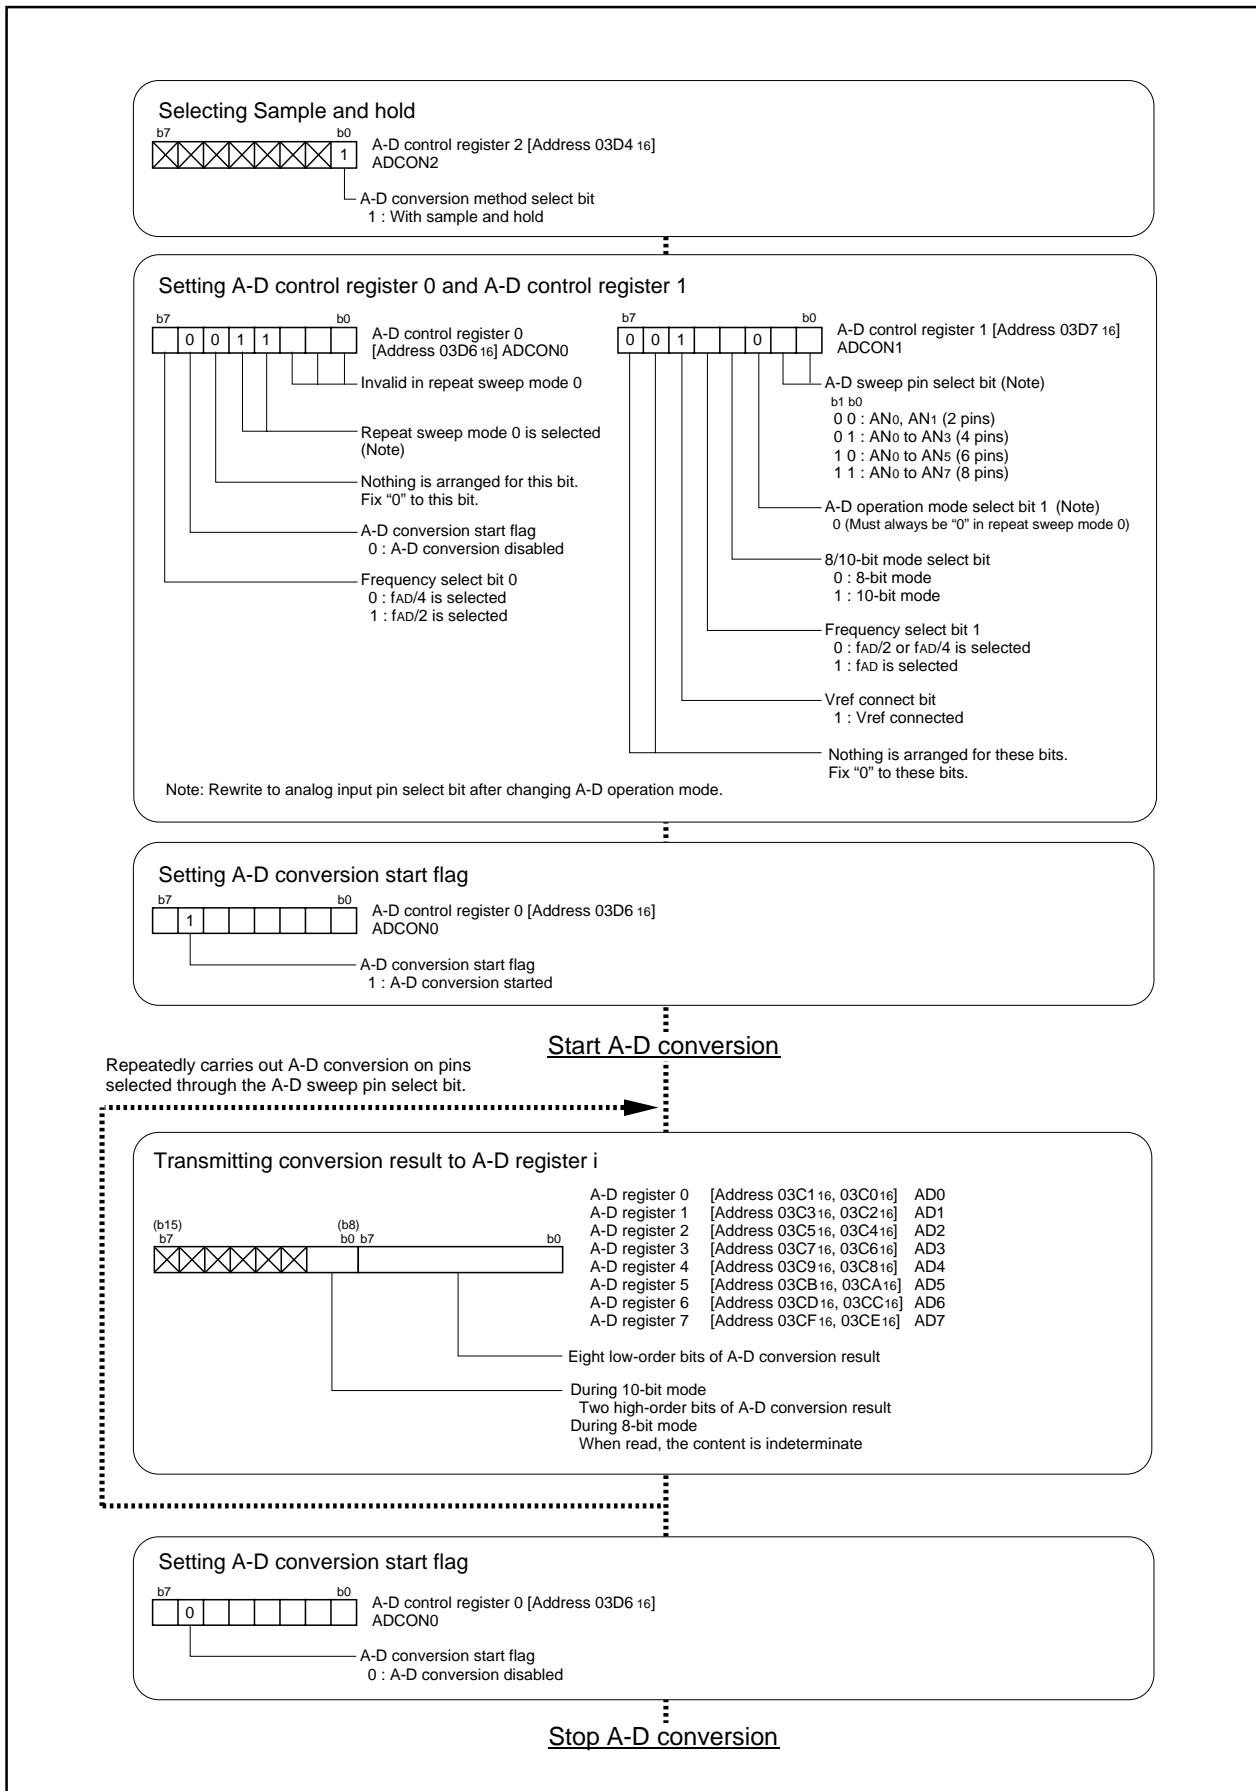 Selecting Sample and hold
b7 b0
1
A-D control register 2 [Address 03D4 16]
ADCON2
A-D conversion method select bit
1 : With sample and hold
Setting A-D control register 0 and A-D control register 1
b7 b0
0 0 1 1
A-D control register 0
[Address 03D6 16] ADCON0
Invalid in repeat sweep mode 0
Repeat sweep mode 0 is selected
(Note)
Nothing is arranged for this bit.
Fix “0” to this bit.
A-D conversion start flag
0 : A-D conversion disabled
Frequency select bit 0
0 : fAD/4 is selected
1 : fAD/2 is selected
b7 b0
0 0 1 0
A-D control register 1 [Address 03D7 16]
ADCON1
A-D sweep pin select bit (Note)
b1 b0
0 0 : AN0, AN1 (2 pins)
0 1 : AN0 to AN3 (4 pins)
1 0 : AN0 to AN5 (6 pins)
1 1 : AN0 to AN7 (8 pins)
A-D operation mode select bit 1 (Note)
0 (Must always be “0” in repeat sweep mode 0)
8/10-bit mode select bit
0 : 8-bit mode
1 : 10-bit mode
Frequency select bit 1
0 : fAD/2 or fAD/4 is selected
1 : fAD is selected
Vref connect bit
1 : Vref connected
Nothing is arranged for these bits.
Fix “0” to these bits.
Note: Rewrite to analog input pin select bit after changing A-D operation mode.
Setting A-D conversion start flag
b7 b0
1
A-D control register 0 [Address 03D6 16]
ADCON0
A-D conversion start flag
1 : A-D conversion started
Start A-D conversion
Repeatedly carries out A-D conversion on pins
selected through the A-D sweep pin select bit.
Transmitting conversion result to A-D register i
(b15) (b8)
b7 b0 b7 b0
A-D register 0 [Address 03C1 16, 03C0 16] AD0
A-D register 1 [Address 03C3 16, 03C2 16] AD1
A-D register 2 [Address 03C5 16, 03C4 16] AD2
A-D register 3 [Address 03C7 16, 03C6 16] AD3
A-D register 4 [Address 03C9 16, 03C8 16] AD4
A-D register 5 [Address 03CB 16, 03CA 16] AD5
A-D register 6 [Address 03CD 16, 03CC 16] AD6
A-D register 7 [Address 03CF 16, 03CE 16] AD7
Eight low-order bits of A-D conversion result
During 10-bit mode
Two high-order bits of A-D conversion result
During 8-bit mode
When read, the content is indeterminate
Setting A-D conversion start flag
b7 b0
0
A-D control register 0 [Address 03D6 16]
ADCON0
A-D conversion start flag
0 : A-D conversion disabled
Stop A-D conversion